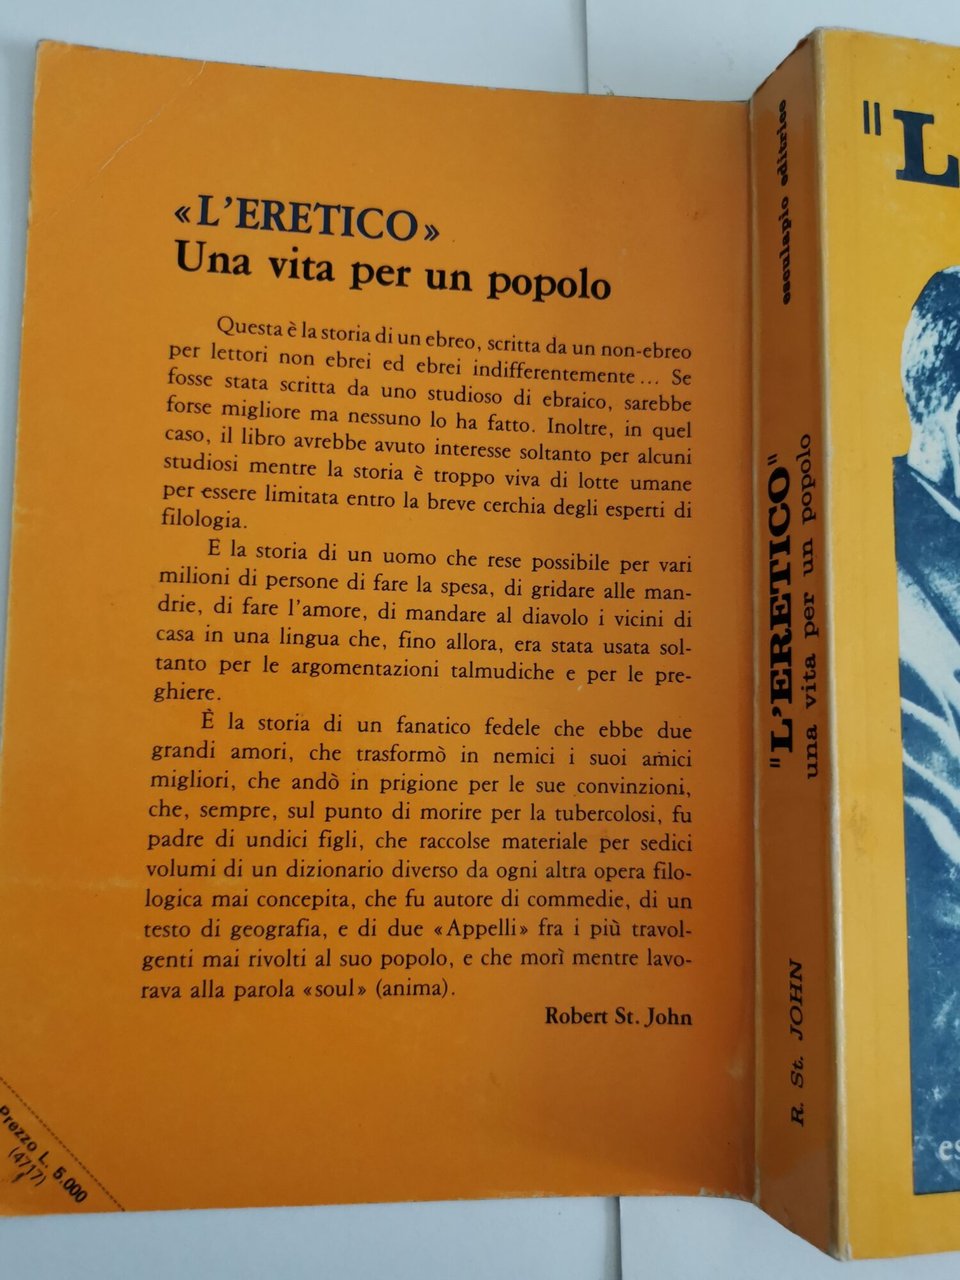 «L'ERETICO»
Una vita per un popolo
Questa è la storia di un ebreo, scritta da un non-ebreo
per lettori non ebrei ed ebrei indifferentemente... Se
fosse stata scritta da uno studioso di ebraico, sarebbe
forse migliore ma nessuno lo ha fatto. Inoltre, in quel
caso, il libro avrebbe avuto interesse soltanto per alcuni
studiosi mentre la storia è troppo viva di lotte umane
per essere limitata entro la breve cerchia degli esperti di
filologia.
È la storia di un uomo che rese possibile per vari
milioni di persone di fare la spesa, di gridare alle man-
drie, di fare l'amore, di mandare al diavolo i vicini di
casa in una lingua che, fino allora, era stata usata sol-
tanto per le argomentazioni talmudiche e per le pre-
ghiere.
È la storia di un fanatico fedele che ebbe due
grandi amori, che trasformò in nemici i suoi amici
migliori, che andò in prigione per le sue convinzioni,
che, sempre, sul punto di morire per la tubercolosi, fu
padre di undici figli, che raccolse materiale per sedici
volumi di un dizionario diverso da ogni altra opera filo-
logica mai concepita, che fu autore di commedie, di un
testo di geografia, e di due «Appelli» fra i più travol-
genti mai rivolti al suo popolo, e che morì mentre lavo-
rava alla parola «soul» (anima).
Robert St. John
Prezzo L. 5.000
(4717)
R. St. JOHN
"L'ERETICO"
una vita per un popolo
esculapio editrice
"L
es